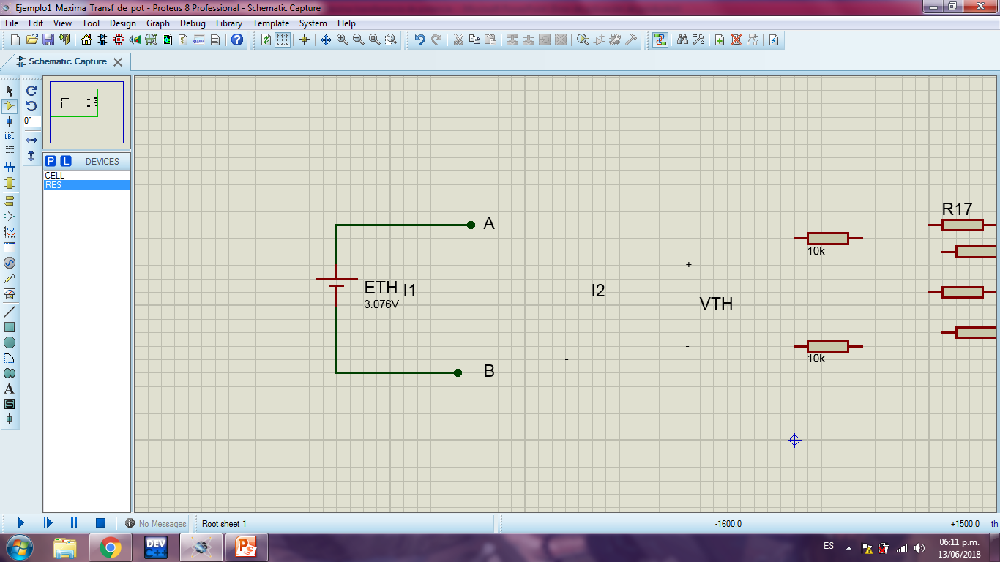 Ejemplo1_Maxima_Transf_de_pot - Proteus 8 Professional - Schematic Capture
File Edit View Tool Design Graph Debug Library Template System Help
Schematic Capture
0°
LBL
P L DEVICES
CELL
RES
A
S
A
B
ETH
3.076V
I1
-
I2
-
+
VTH
-
10k
10k
R17
No Messages
Root sheet 1
-1600.0
+1500.0
th
DEV
C++
ES
06:11 p.m.
13/06/2018